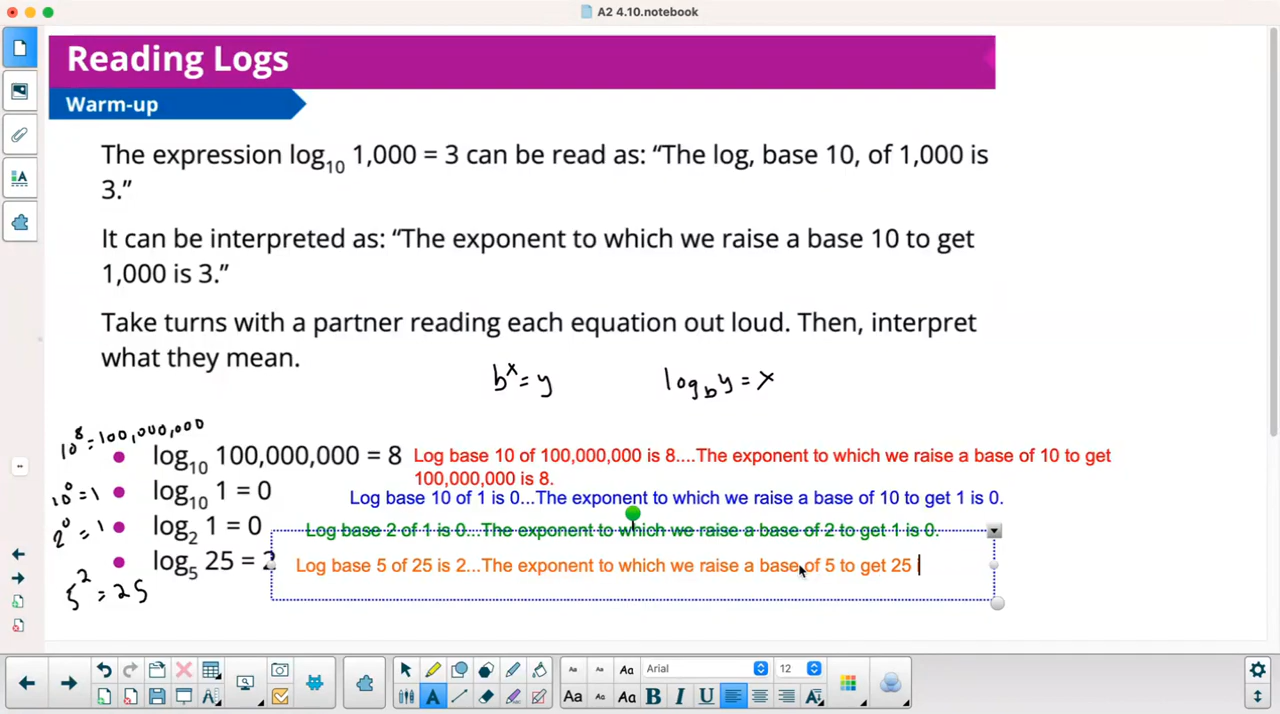 A2 4.10.notebook
Reading Logs
Warm-up
The expression log₁₀ 1,000 = 3 can be read as: “The log, base 10, of 1,000 is
3.”
It can be interpreted as: “The exponent to which we raise a base 10 to get
1,000 is 3.”
Take turns with a partner reading each equation out loud. Then, interpret
what they mean.
bˣ = y log_b y = x
10⁸ = 100,000,000
• log₁₀ 100,000,000 = 8 Log base 10 of 100,000,000 is 8....The exponent to which we raise a base of 10 to get
100,000,000 is 8.
10⁰ = 1 • log₁₀ 1 = 0 Log base 10 of 1 is 0...The exponent to which we raise a base of 10 to get 1 is 0.
2⁰ = 1 • log₂ 1 = 0 Log base 2 of 1 is 0...The exponent to which we raise a base of 2 to get 1 is 0.
• log₅ 25 = 2 Log base 5 of 25 is 2...The exponent to which we raise a base of 5 to get 25 i
5² = 25
Arial 12